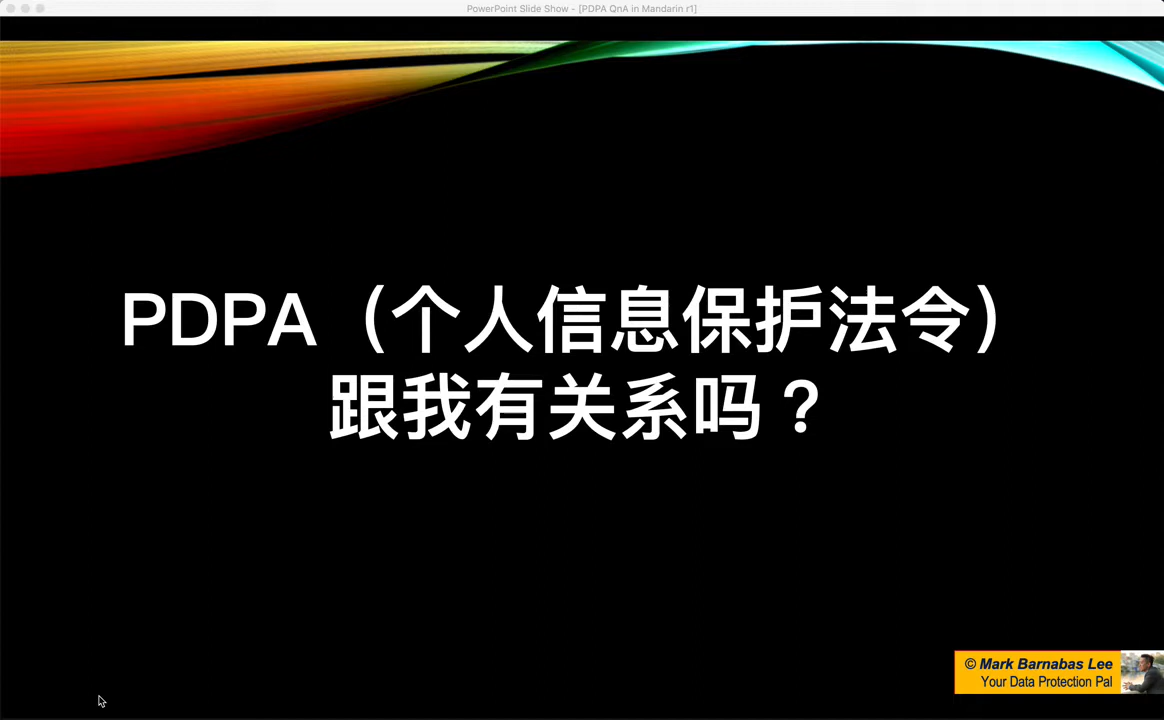 PowerPoint Slide Show - [PDPA QnA in Mandarin r1]
PDPA（个人信息保护法令）
跟我有关系吗？
© Mark Barnabas Lee
Your Data Protection Pal